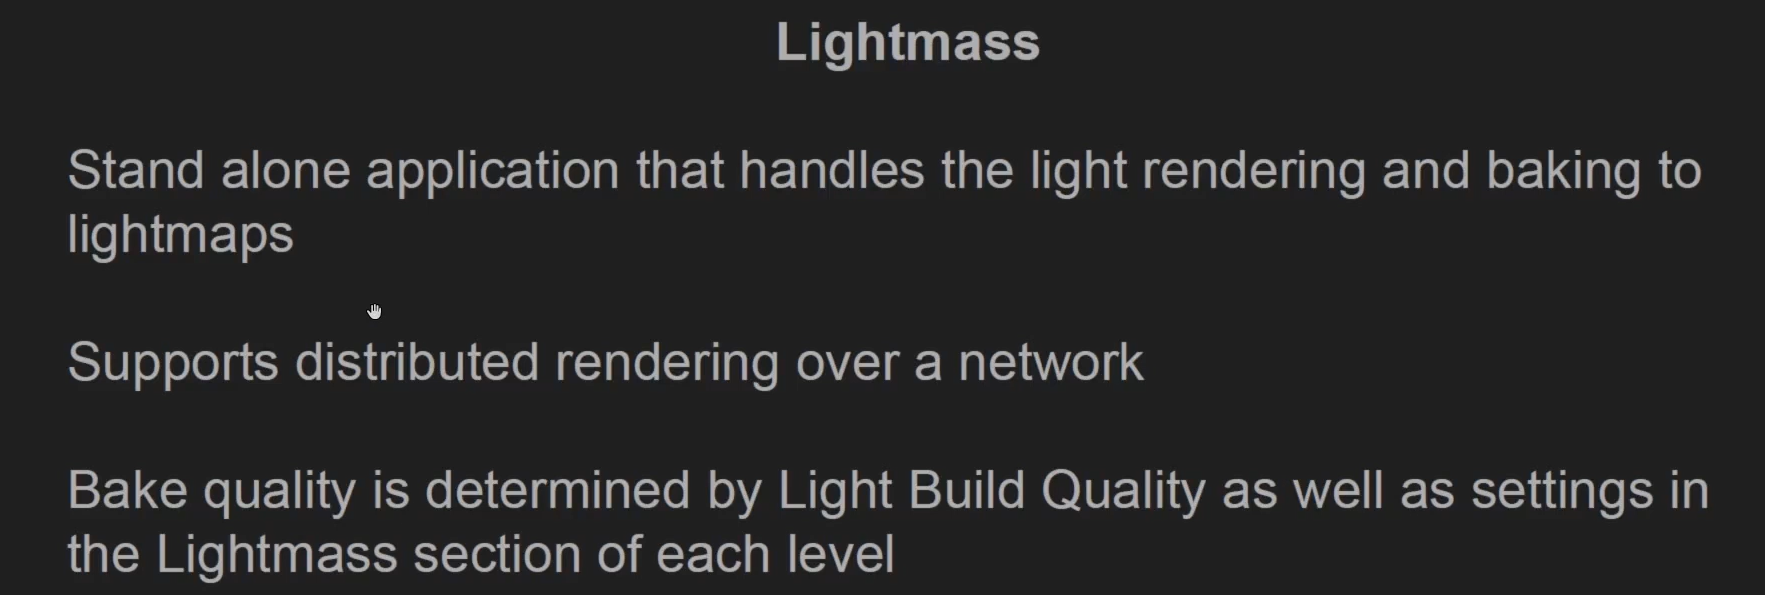 Lightmass
Stand alone application that handles the light rendering and baking to
lightmaps
Supports distributed rendering over a network
Bake quality is determined by Light Build Quality as well as settings in
the Lightmass section of each level